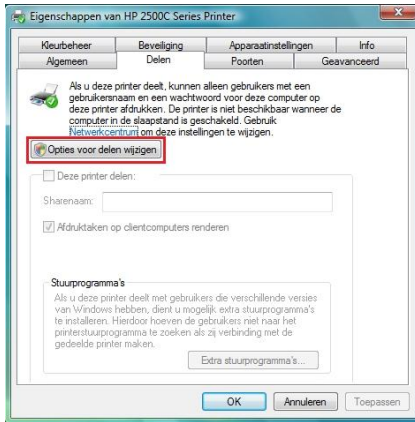 Eigenschappen van HP 2500C Series Printer
Kleurbeheer Beveiliging Apparaatinstellingen Info
Algemeen Delen Poorten Geavanceerd
Als u deze printer deelt, kunnen alleen gebruikers met een
gebruikersnaam en een wachtwoord voor deze computer op
deze printer afdrukken. De printer is niet beschikbaar wanneer de
computer in de slaapstand is geschakeld. Gebruik
Netwerkcentrum om deze instellingen te wijzigen.
Opties voor delen wijzigen
Deze printer delen:
Sharenaam:
Afdruktaken op clientcomputers renderen
Stuurprogramma's
Als u deze printer deelt met gebruikers die verschillende versies
van Windows hebben, dient u mogelijk extra stuurprogramma's
te installeren. Hierdoor hoeven de gebruikers niet naar het
printerstuurprogramma te zoeken als zij verbinding met de
gedeelde printer maken.
Extra stuurprogramma's...
OK Annuleren Toepassen